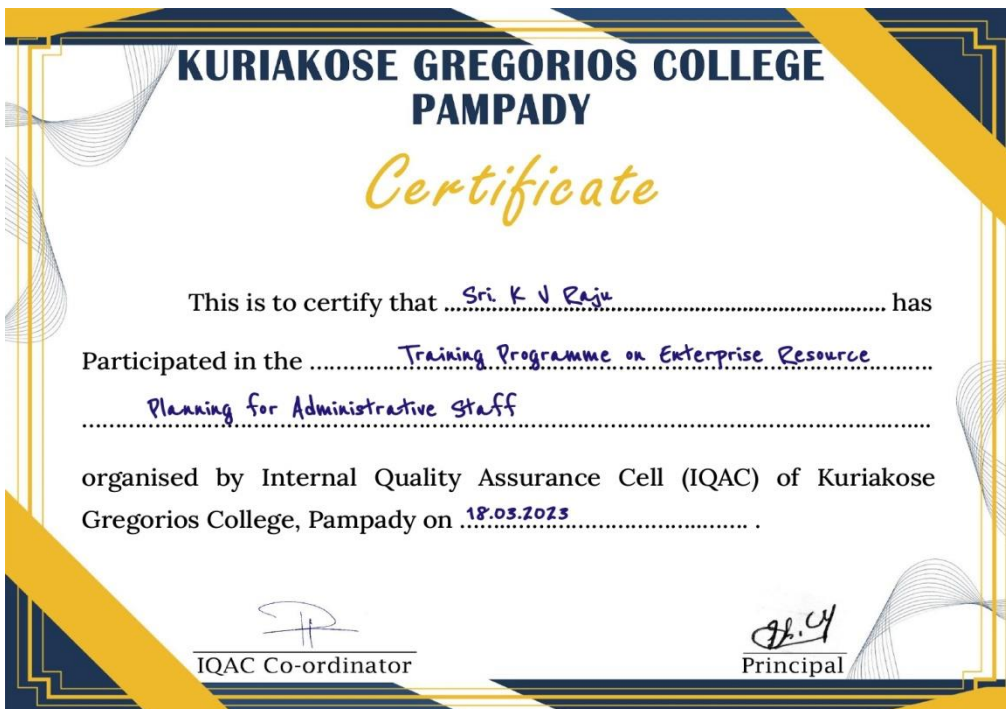 KURIAKOSE GREGORIOS COLLEGE
PAMPADY
Certificate
This is to certify that Sri. K V Raju has
Participated in the Training Programme on Enterprise Resource
Planning for Administrative Staff
organised by Internal Quality Assurance Cell (IQAC) of Kuriakose
Gregorios College, Pampady on 18.03.2023 .
IQAC Co-ordinator
Principal